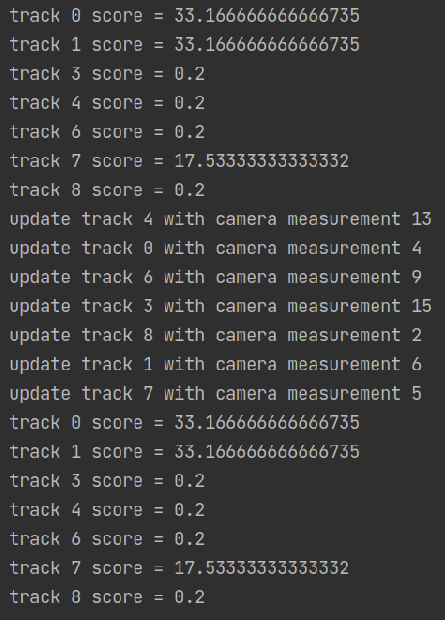 track 0 score = 33.166666666666735
track 1 score = 33.166666666666735
track 3 score = 0.2
track 4 score = 0.2
track 6 score = 0.2
track 7 score = 17.53333333333332
track 8 score = 0.2
update track 4 with camera measurement 13
update track 0 with camera measurement 4
update track 6 with camera measurement 9
update track 3 with camera measurement 15
update track 8 with camera measurement 2
update track 1 with camera measurement 6
update track 7 with camera measurement 5
track 0 score = 33.166666666666735
track 1 score = 33.166666666666735
track 3 score = 0.2
track 4 score = 0.2
track 6 score = 0.2
track 7 score = 17.53333333333332
track 8 score = 0.2